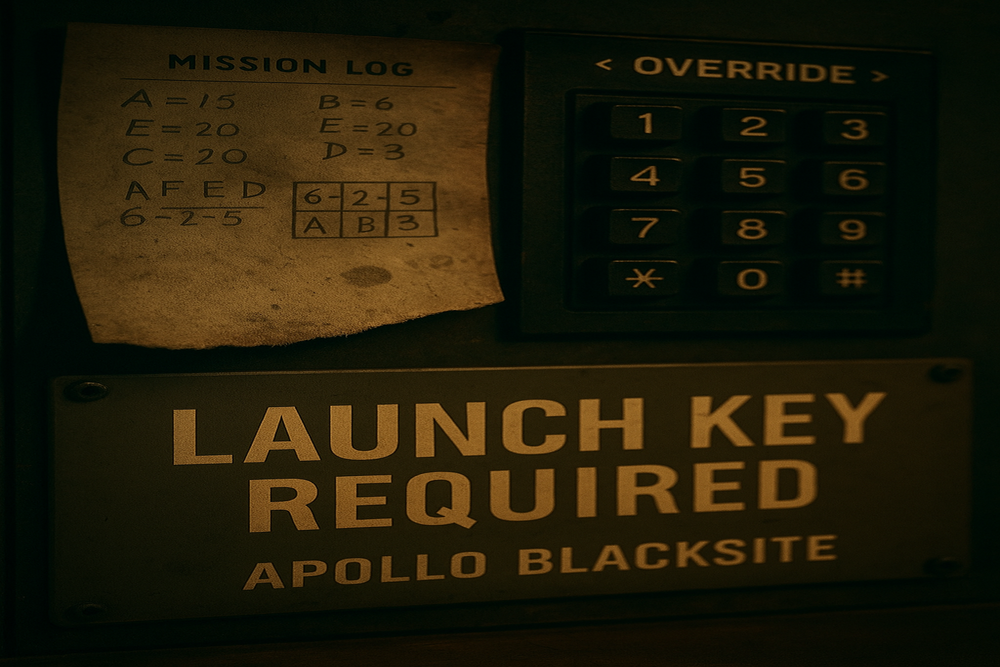 MISSION LOG
A = 15 B = 6
E = 20 E = 20
C = 20 D = 3
A F E D
6-2-5
6- 2- 5
A B 3
< OVERRIDE >
1 2 3
4 5 6
7 8 9
* 0 #
LAUNCH KEY
REQUIRED
APOLLO BLACKSITE